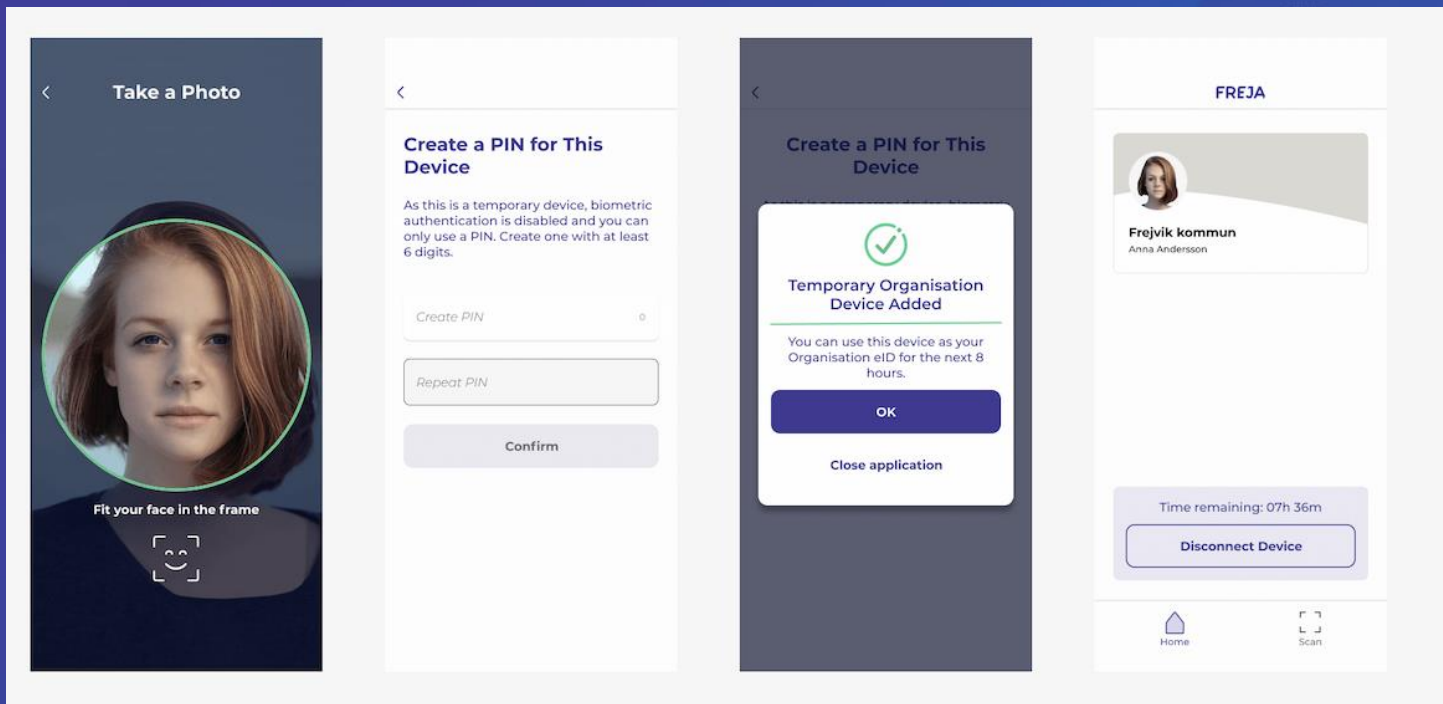 Take a Photo
Fit your face in the frame
Create a PIN for This
Device
As this is a temporary device, biometric
authentication is disabled and you can
only use a PIN. Create one with at least
6 digits.
Create PIN
Repeat PIN
Confirm
Create a PIN for This
Device
Temporary Organisation
Device Added
You can use this device as your
Organisation eID for the next 8
hours.
OK
Close application
FREJA
Frejvik kommun
Anna Andersson
Time remaining: 07h 36m
Disconnect Device
Home
Scan